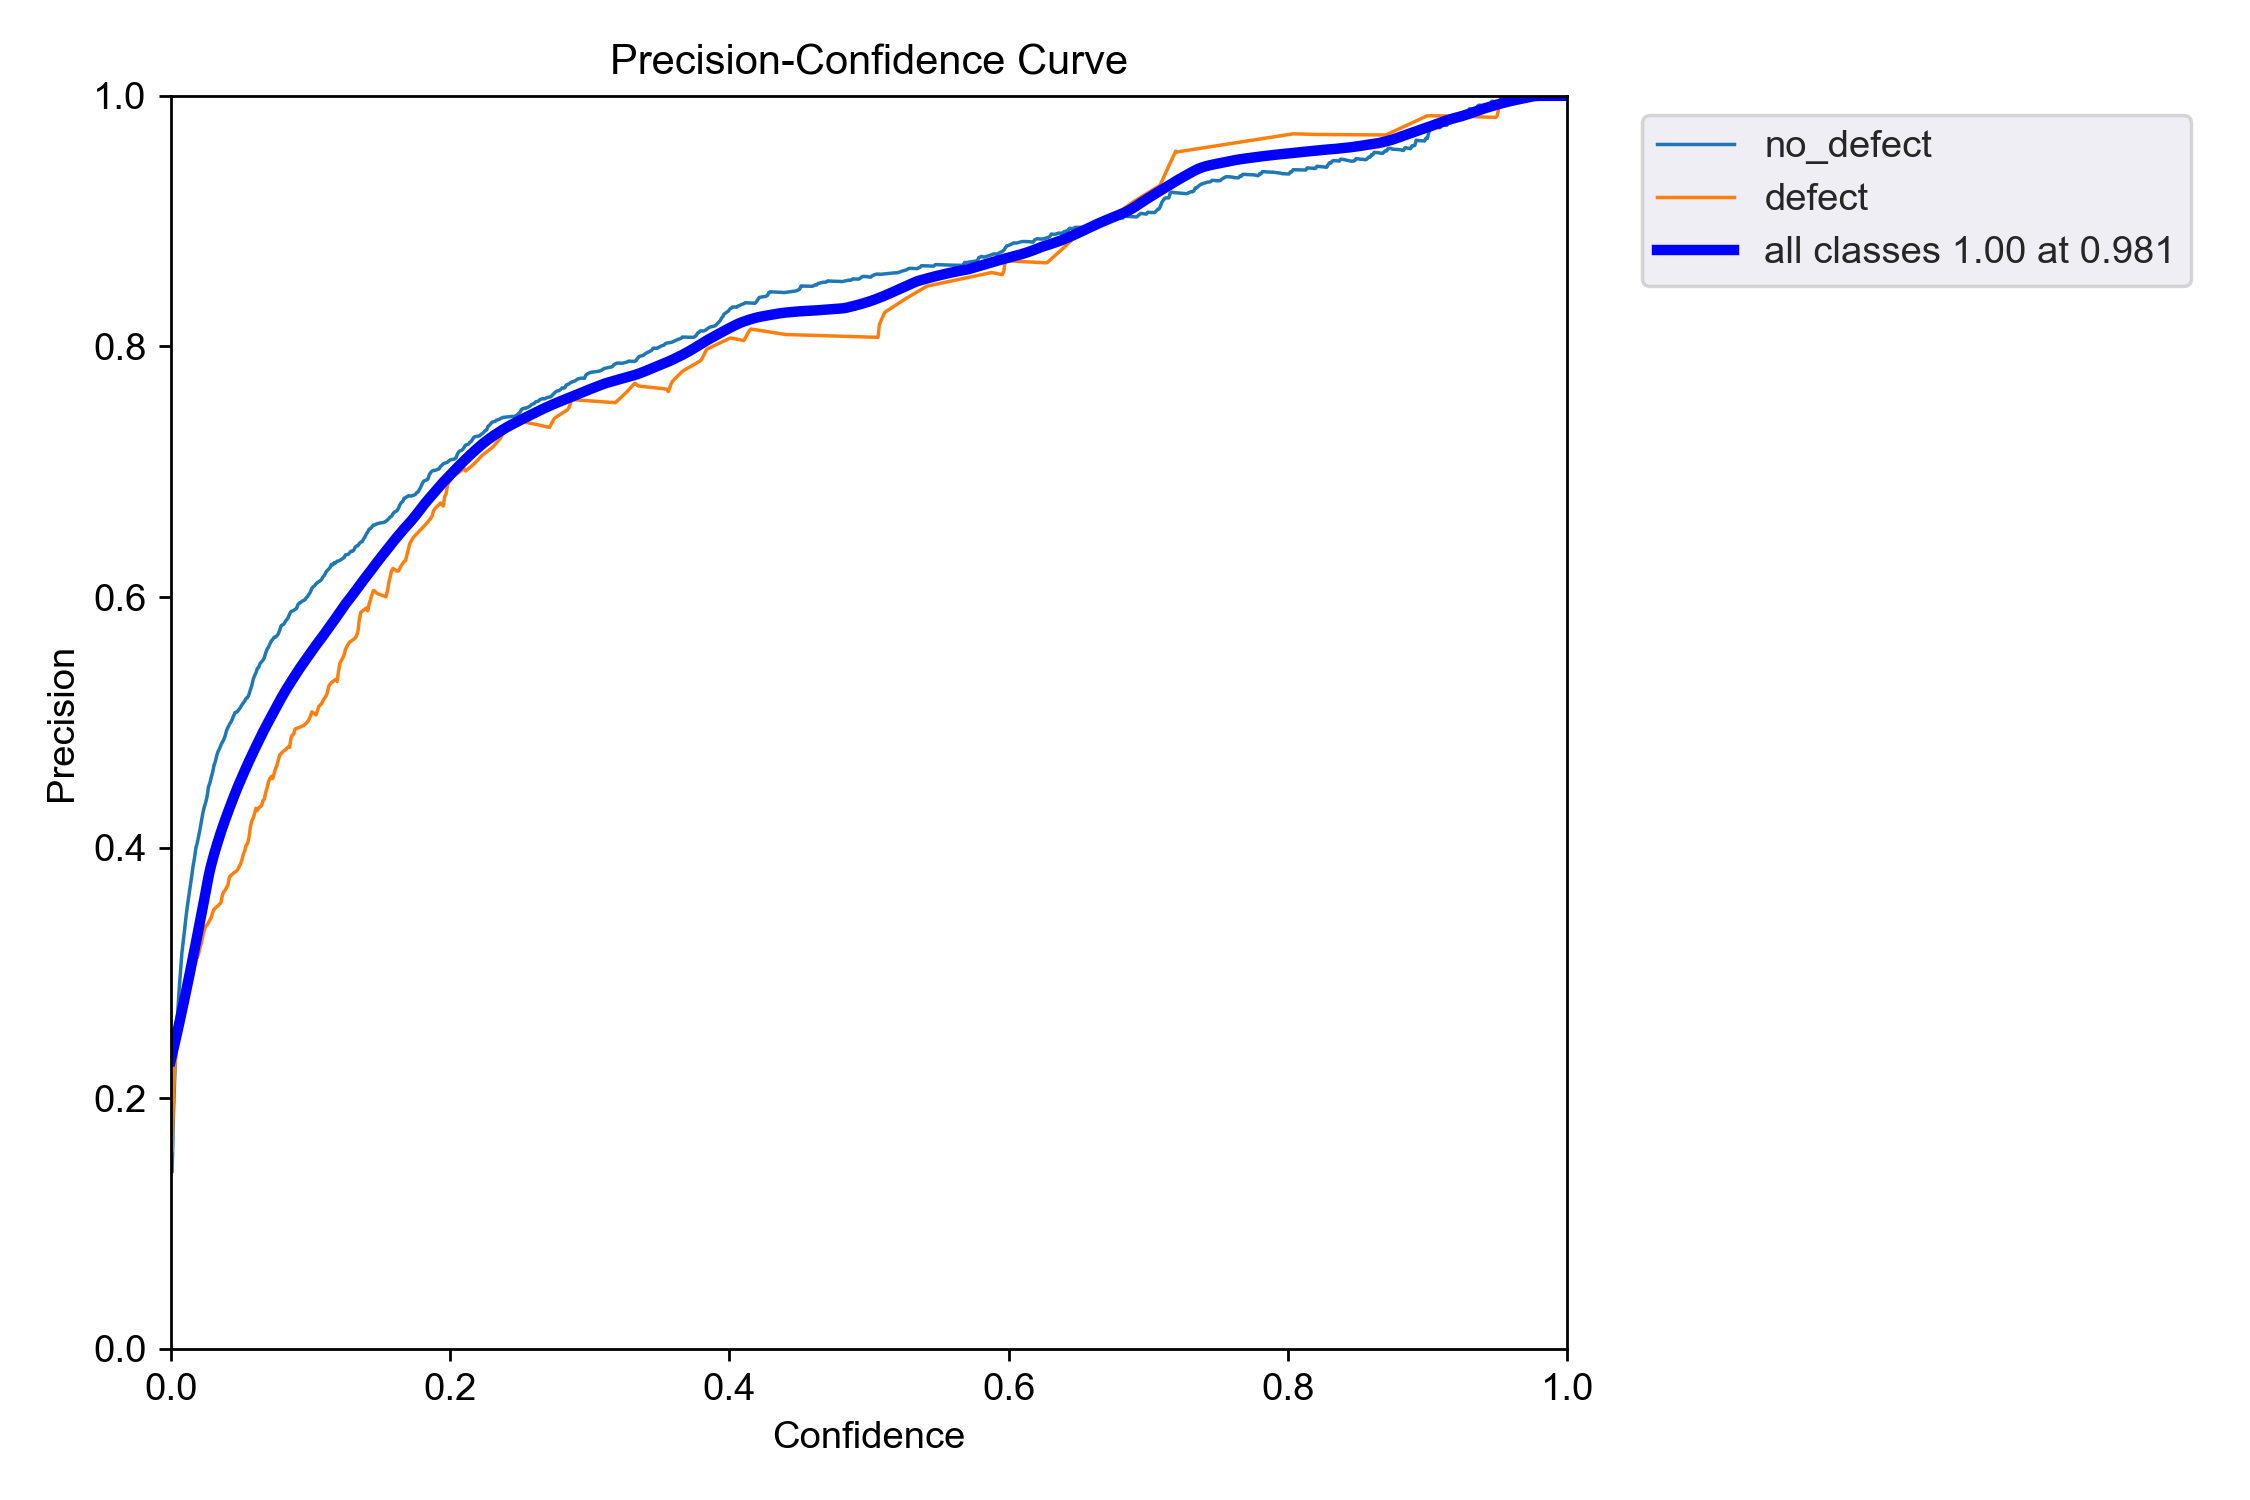 Precision-Confidence Curve
1.0
0.8
0.6
0.4
0.2
0.0
Precision
0.0 0.2 0.4 0.6 0.8 1.0
Confidence
no_defect
defect
all classes 1.00 at 0.981